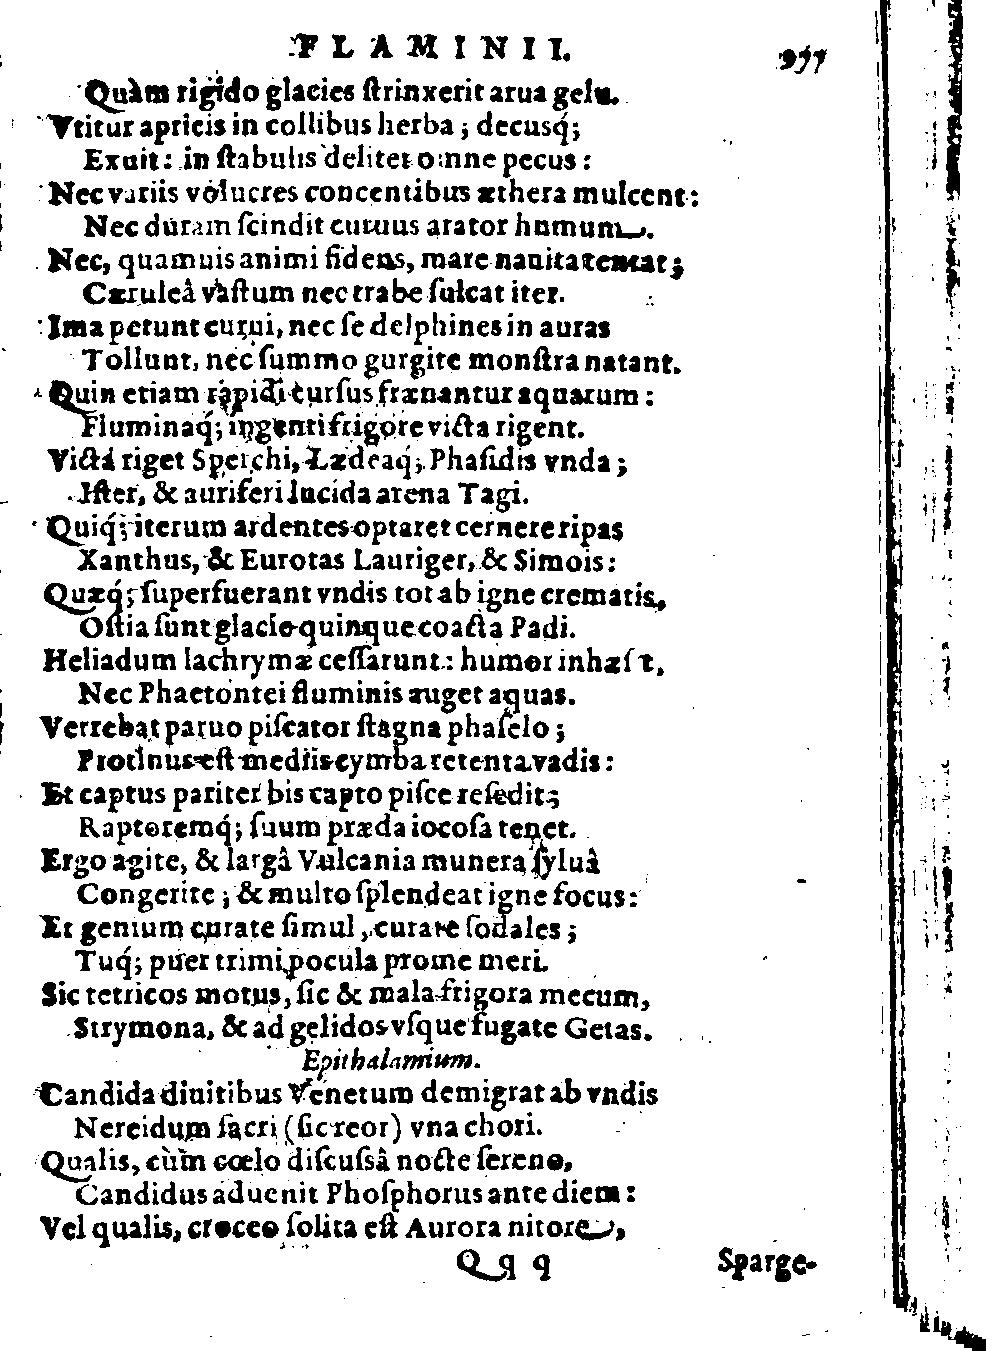 FLAMINII. 977
Quàm rigido glacies ſtrinxerit arua gelu.
Vtitur apricis in collibus herba; decusq́;
Exuit: in ſtabulis delitet omne pecus:
Nec variis volucres concentibus æthera mulcent:
Nec duram ſcindit curuus arator humum.
Nec, quamuis animi fidens, mare nauita tentat;
Cæruleâ vaſtum nec trabe ſulcat iter.
Ima petunt curui, nec ſe delphines in auras
Tollunt, nec ſummo gurgite monſtra natant.
Quin etiam rapidi curſus frænantur aquarum:
Fluminaq́; ingenti frigore victa rigent.
Victa riget Sperchi, Lædeaq́; Phaſidis vnda;
Iſter, & auriferi lucida arena Tagi.
Quiq́; iterum ardentes optaret cernere ripas
Xanthus, & Eurotas Lauriger, & Simois:
Quæq́; ſuperfuerant vndis tot ab igne crematis,
Oſtia ſunt glacie quinque coacta Padi.
Heliadum lachrymæ ceſſarunt: humor inhæſit,
Nec Phaetontei fluminis auget aquas.
Verrebat paruo piſcator ſtagna phaſelo;
Protinus eſt mediis cymba retenta vadis:
Et captus pariter bis capto piſce reſedit;
Raptoremq́; ſuum præda iocoſa tenet.
Ergo agite, & largâ Vulcania munera ſyluâ
Congerite; & multo ſplendeat igne focus:
Et genium curate ſimul, curate ſodales;
Tuq́; puer trimi pocula prome meri.
Sic tetricos motus, ſic & mala frigora mecum,
Strymona, & ad gelidos vſque fugate Getas.
Epithalamium.
Candida diuitibus Venetum demigrat ab vndis
Nereidum ſacri (ſic reor) vna chori.
Qualis, cùm cœlo diſcuſsâ nocte ſereno,
Candidus aduenit Phoſphorus ante diem:
Vel qualis, croceo ſolita eſt Aurora nitore,
Qqq Sparge-